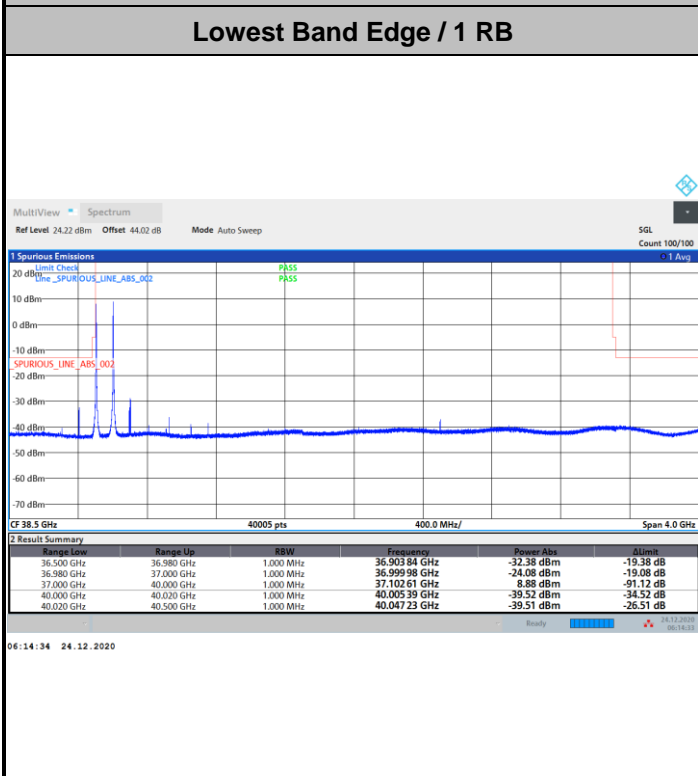 Lowest Band Edge / 1 RB
MultiView Spectrum
Ref Level 24.22 dBm Offset 44.02 dB Mode Auto Sweep SGL
Count 100/100
1 Spurious Emissions 1 Avg
Limit Check PASS
20 dBm
Line _SPURIOUS_LINE_ABS_002 PASS
10 dBm
0 dBm
-10 dBm
_SPURIOUS_LINE_ABS_002
-20 dBm
-30 dBm
-40 dBm
-50 dBm
-60 dBm
-70 dBm
CF 38.5 GHz 40005 pts 400.0 MHz/ Span 4.0 GHz
2 Result Summary
Range Low Range Up RBW Frequency Power Abs ΔLimit
36.500 GHz 36.980 GHz 1.000 MHz 36.903 84 GHz -32.38 dBm -19.38 dB
36.980 GHz 37.000 GHz 1.000 MHz 36.999 98 GHz -24.08 dBm -19.08 dB
37.000 GHz 40.000 GHz 1.000 MHz 37.102 61 GHz 8.88 dBm -91.12 dB
40.000 GHz 40.020 GHz 1.000 MHz 40.005 39 GHz -39.52 dBm -34.52 dB
40.020 GHz 40.500 GHz 1.000 MHz 40.047 23 GHz -39.51 dBm -26.51 dB
Ready 24.12.2020
06:14:33
06:14:34 24.12.2020